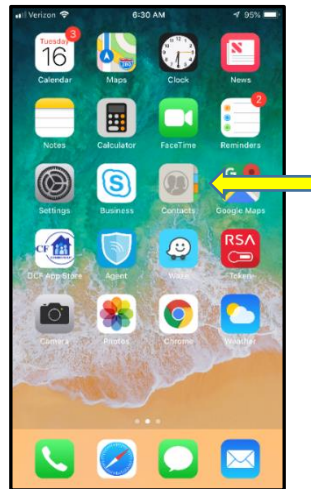 Verizon 6:30 AM 95%
3 Tuesday 16
Calendar Maps Clock News
2
Notes Calculator FaceTime Reminders
S G
Settings Business Contacts Google Maps
CF RSA
DCF App Store Agent Waze Token
Camera Photos Chrome Weather